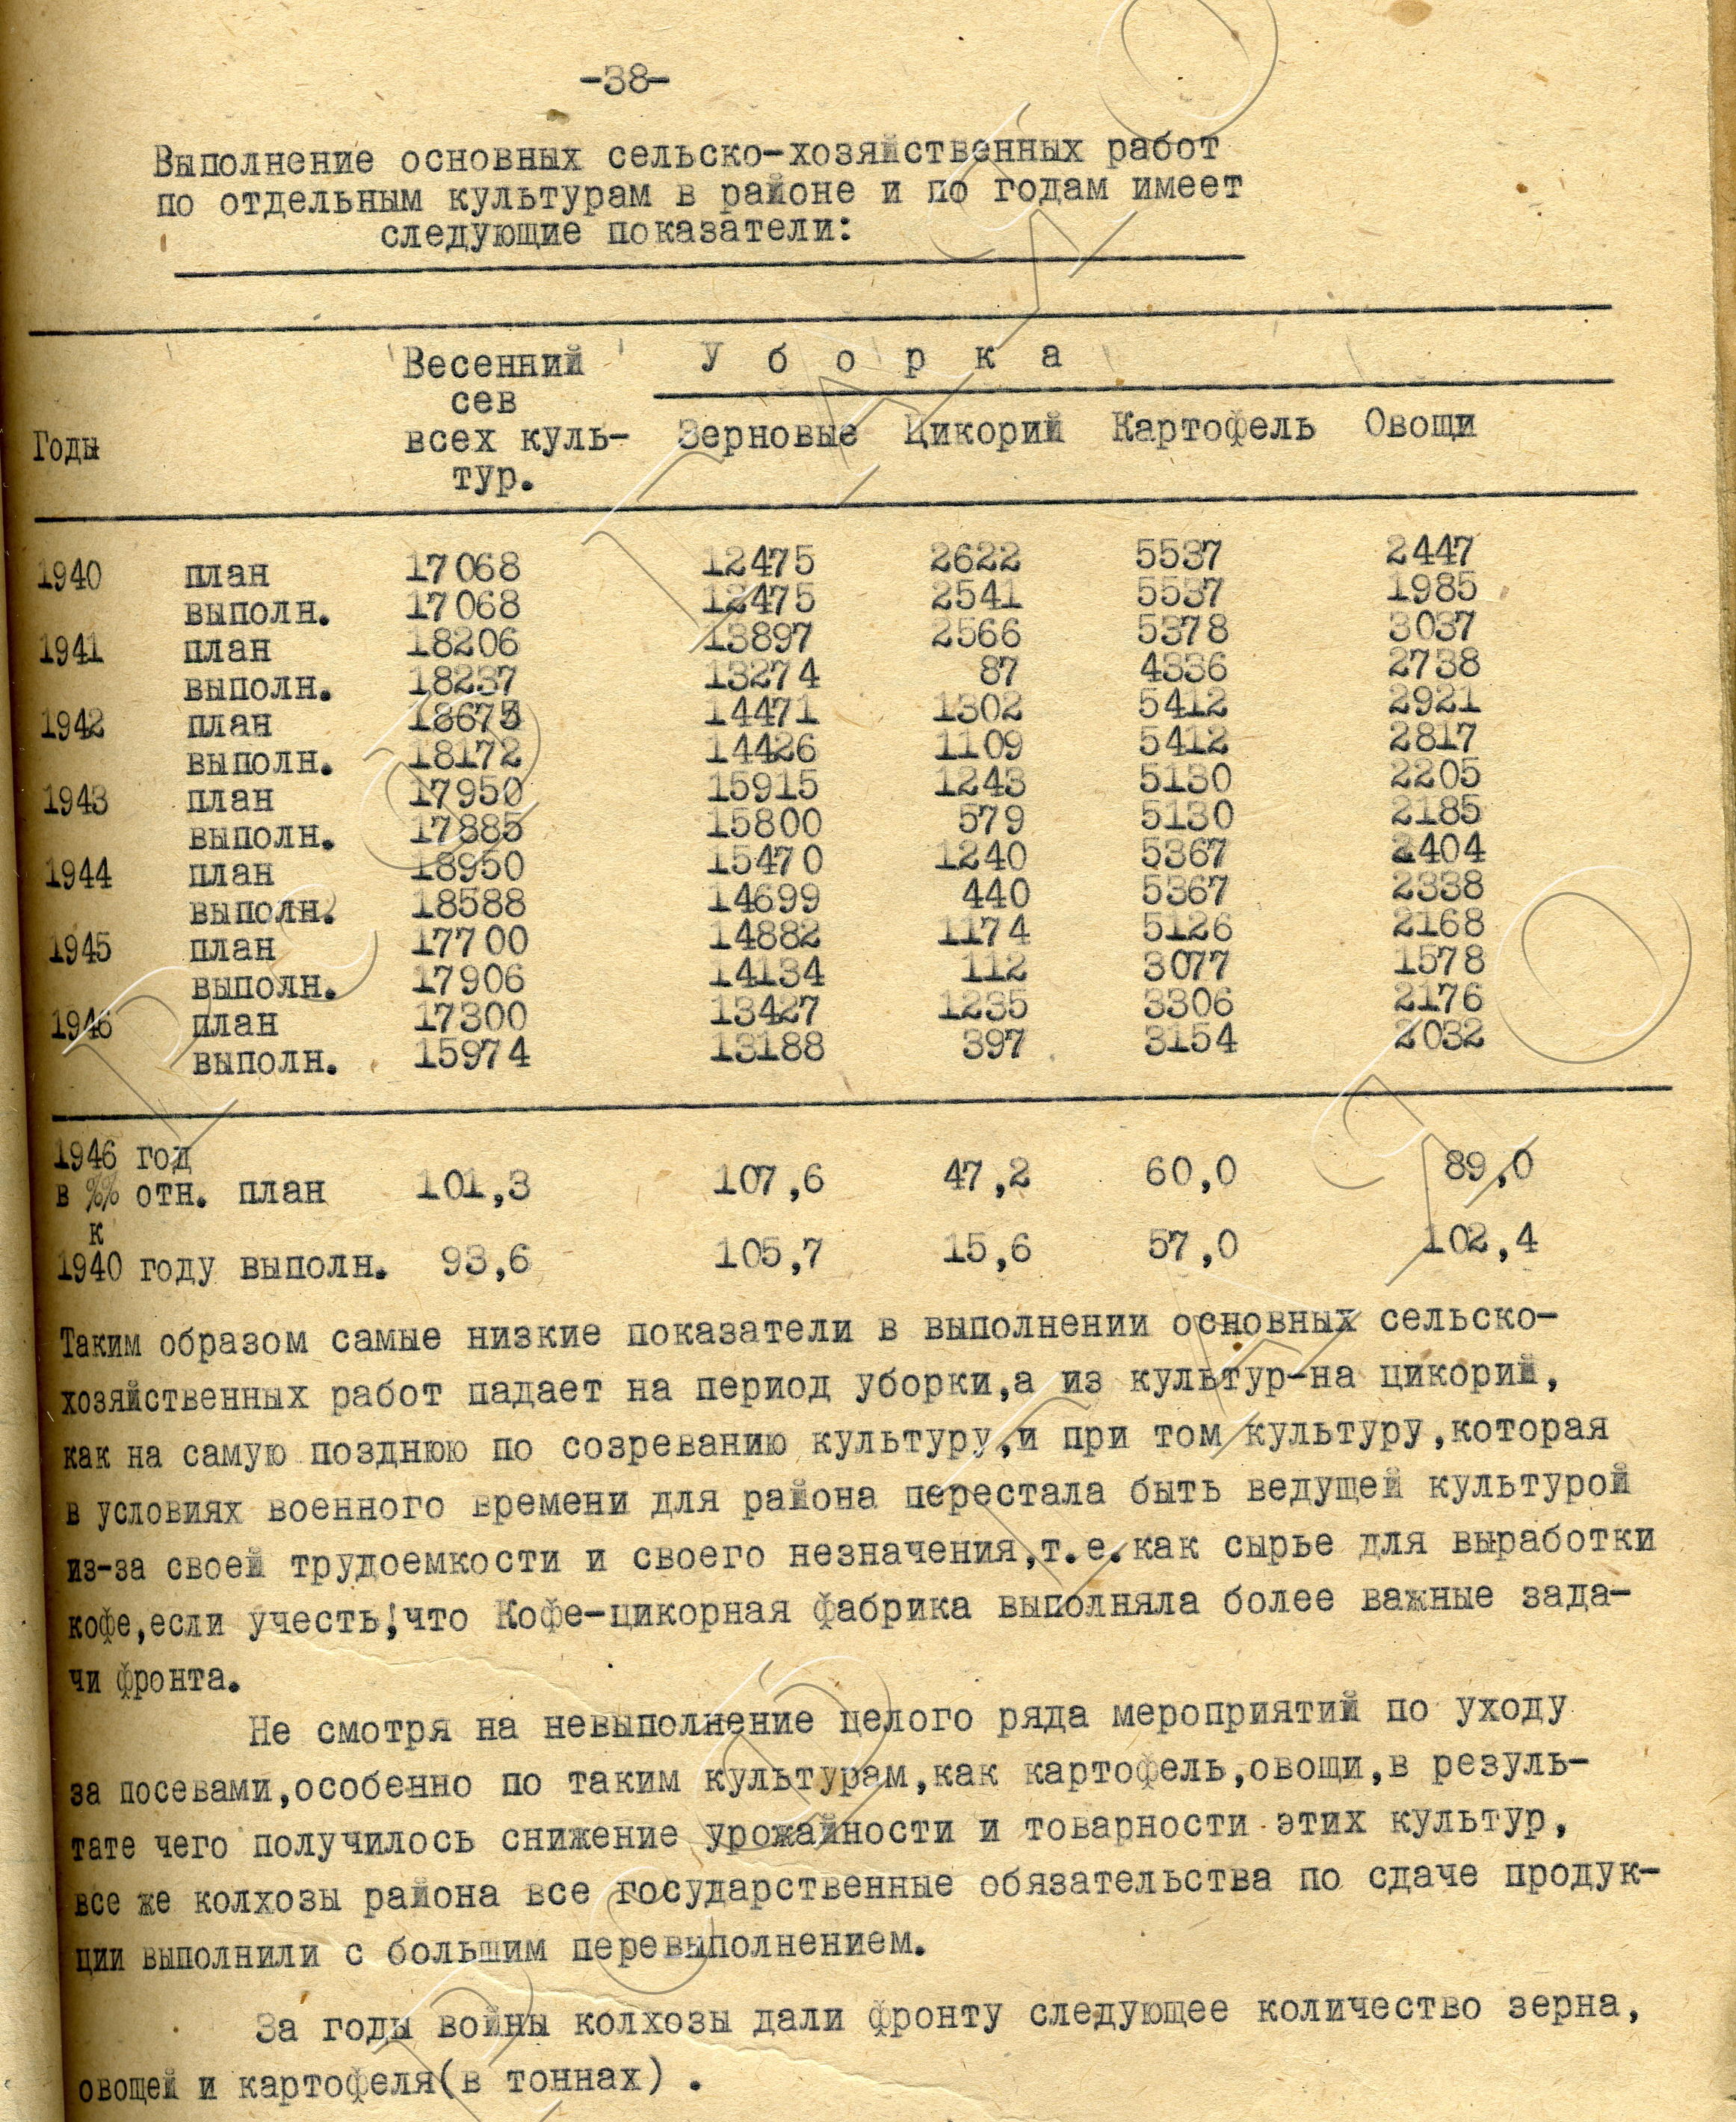 -38-
Выполнение основных сельско-хозяйственных работ
по отдельным культурам в районе и по годам имеет
следующие показатели:
Весенний У б о р к а
сев
Годы всех куль- Зерновые Цикорий Картофель Овощи
тур.
1940 план 17068 12475 2622 5537 2447
выполн. 17068 12475 2541 5537 1985
1941 план 18206 13897 2566 5378 3037
выполн. 18237 13274 87 4336 2738
1942 план 18675 14471 1302 5412 2921
выполн. 18172 14426 1109 5412 2817
1943 план 17950 15915 1243 5130 2205
выполн. 17885 15800 579 5130 2185
1944 план 18950 15470 1240 5367 2404
выполн. 18588 14699 440 5367 2338
1945 план 17700 14882 1174 5126 2168
выполн. 17906 14134 112 3077 1578
1946 план 17300 13427 1235 3306 2176
выполн. 15974 13188 397 3154 2032
1946 год
в %% отн. план 101,3 107,6 47,2 60,0 89,0
к
1940 году выполн. 93,6 105,7 15,6 57,0 102,4
Таким образом самые низкие показатели в выполнении основных сельско-
хозяйственных работ падает на период уборки,а из культур-на цикорий,
как на самую позднюю по созреванию культуру,и при том культуру,которая
в условиях военного времени для района перестала быть ведущей культурой
из-за своей трудоемкости и своего незначения,т.е.как сырье для выработки
кофе,если учесть,что Кофе-цикорная фабрика выполняла более важные зада-
чи фронта.
Не смотря на невыполнение целого ряда мероприятий по уходу
за посевами,особенно по таким культурам,как картофель,овощи,в резуль-
тате чего получилось снижение урожайности и товарности этих культур,
все же колхозы района все государственные обязательства по сдаче продук-
ции выполнили с большим перевыполнением.
За годы войны колхозы дали фронту следующее количество зерна,
овощей и картофеля(в тоннах) .